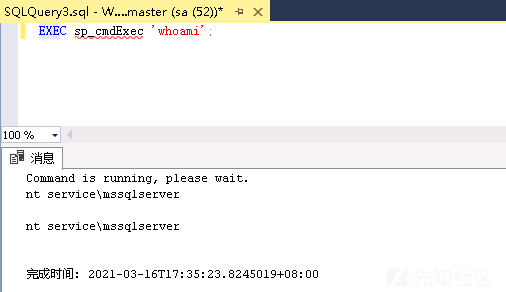 SQLQuery3.sql - W....master (sa (52))*
EXEC sp_cmdExec 'whoami';
100 %
消息
Command is running, please wait.
nt service\mssqlserver
nt service\mssqlserver
完成时间: 2021-03-16T17:35:23.8245019+08:00
先知社区